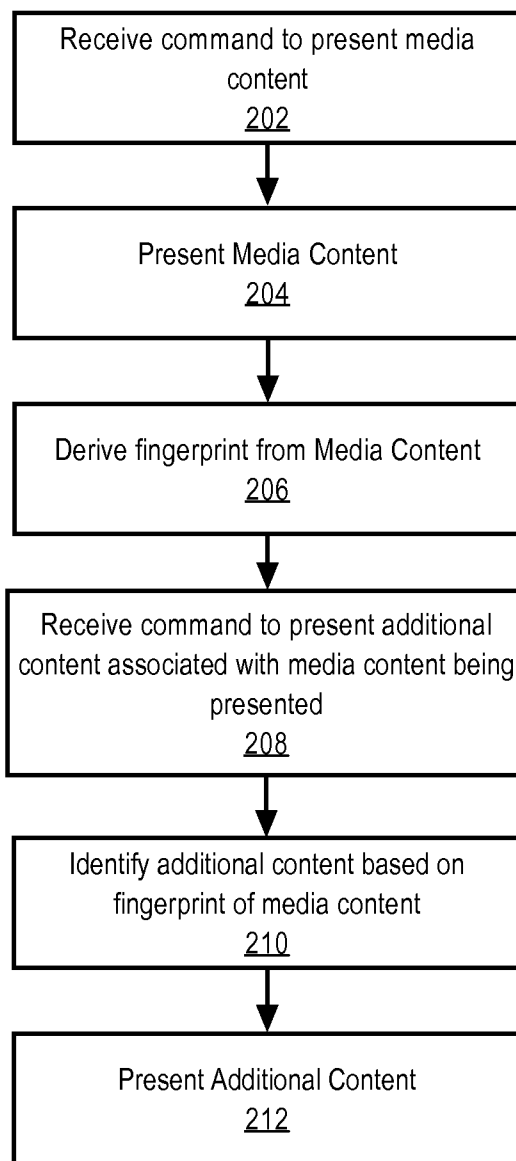 Receive command to present media
content
202
Present Media Content
204
Derive fingerprint from Media Content
206
Receive command to present additional
content associated with media content being
presented
208
Identify additional content based on
fingerprint of media content
210
Present Additional Content
212